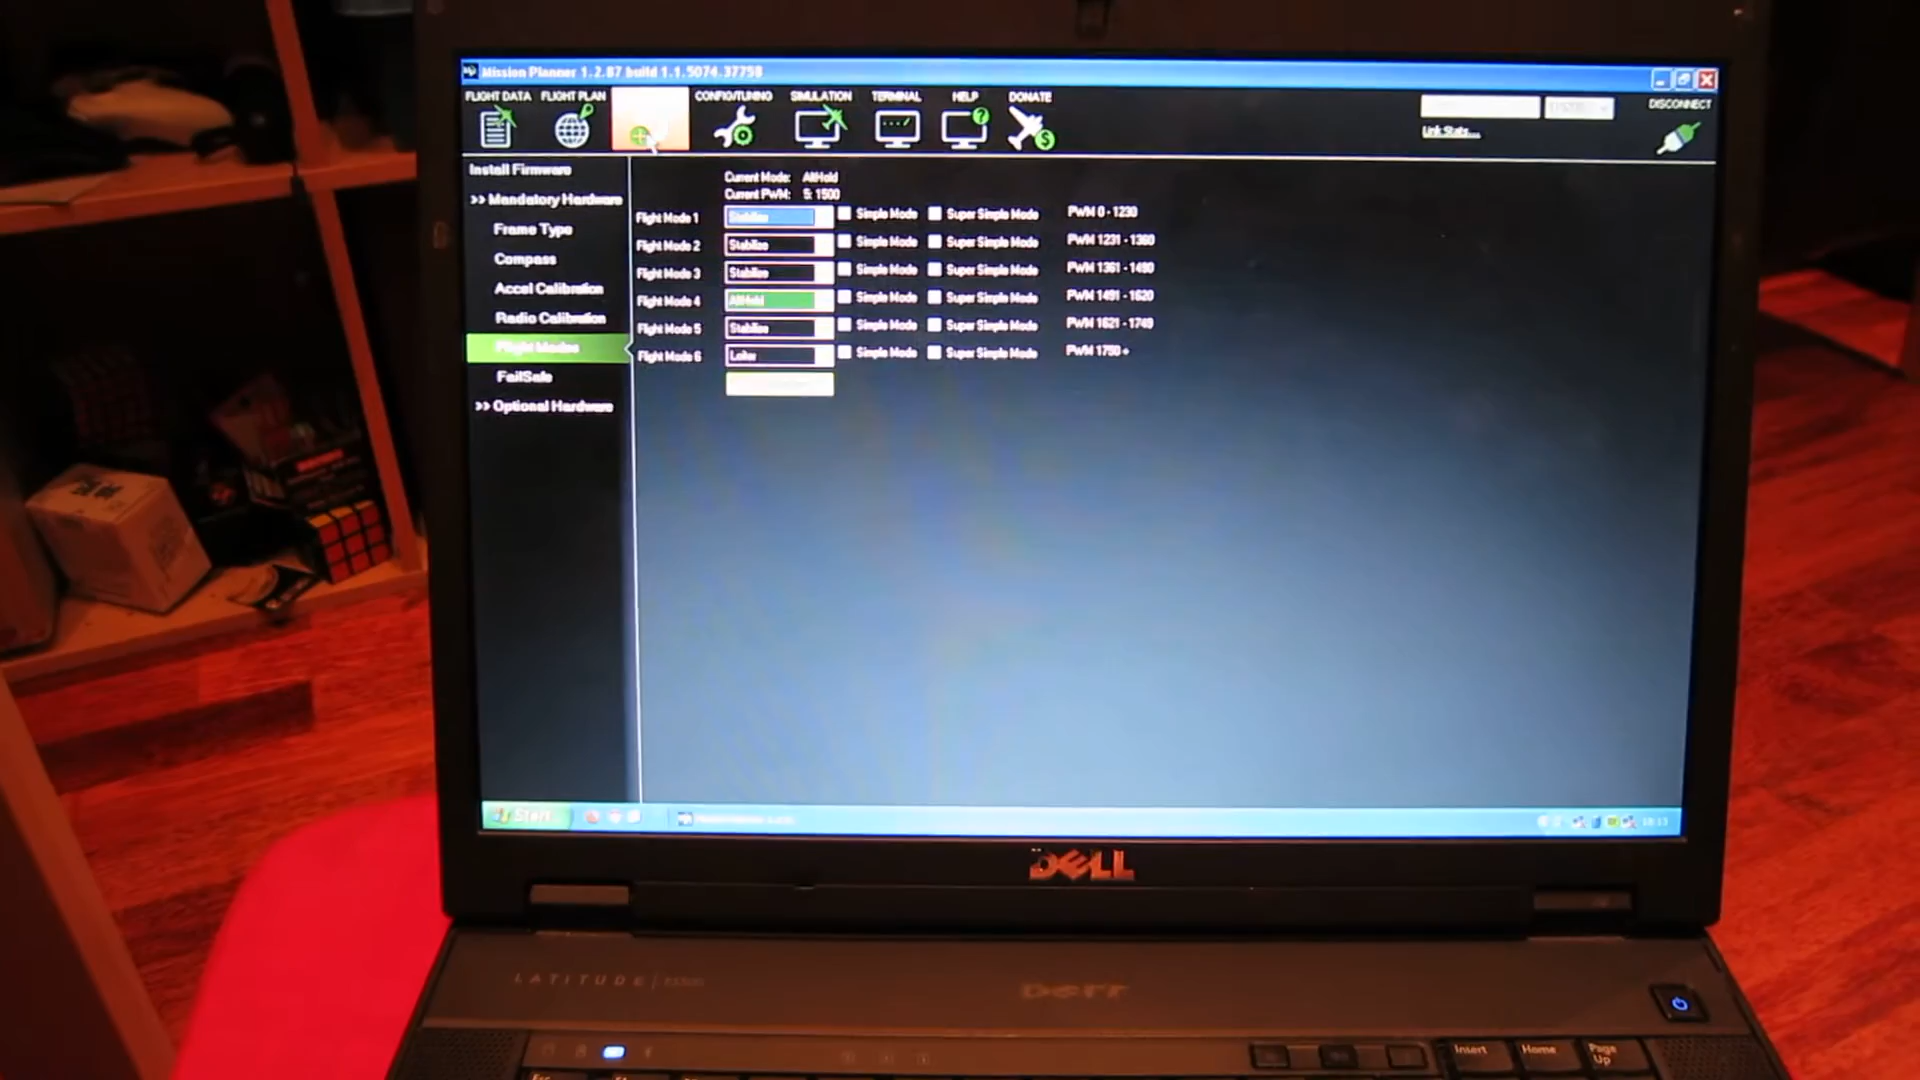 Mission Planner 1.2.87 build 1.1.5074.37758
FLIGHT DATA FLIGHT PLAN CONFIG/TUNING SIMULATION TERMINAL HELP DONATE DISCONNECT
Link Stats...
Install Firmware
>> Mandatory Hardware
Frame Type
Compass
Accel Calibration
Radio Calibration
Flight Modes
FailSafe
>> Optional Hardware
Current Mode: AltHold
Current PWM: 5: 1500
Flight Mode 1 Stabilize Simple Mode Super Simple Mode PWM 0 - 1230
Flight Mode 2 Stabilize Simple Mode Super Simple Mode PWM 1231 - 1360
Flight Mode 3 Stabilize Simple Mode Super Simple Mode PWM 1361 - 1490
Flight Mode 4 AltHold Simple Mode Super Simple Mode PWM 1491 - 1620
Flight Mode 5 Stabilize Simple Mode Super Simple Mode PWM 1621 - 1749
Flight Mode 6 Loiter Simple Mode Super Simple Mode PWM 1750 +
Start
18:13
DELL
LATITUDE
DELL
Insert Home Page Up